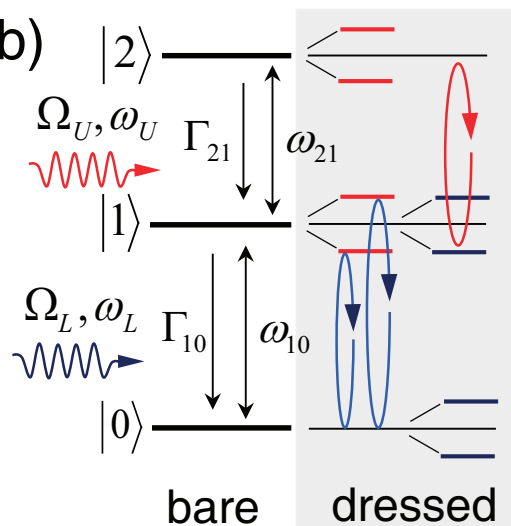 b)
|2⟩
Ω_U, ω_U
Γ_21
ω_21
|1⟩
Ω_L, ω_L
Γ_10
ω_10
|0⟩
bare
dressed